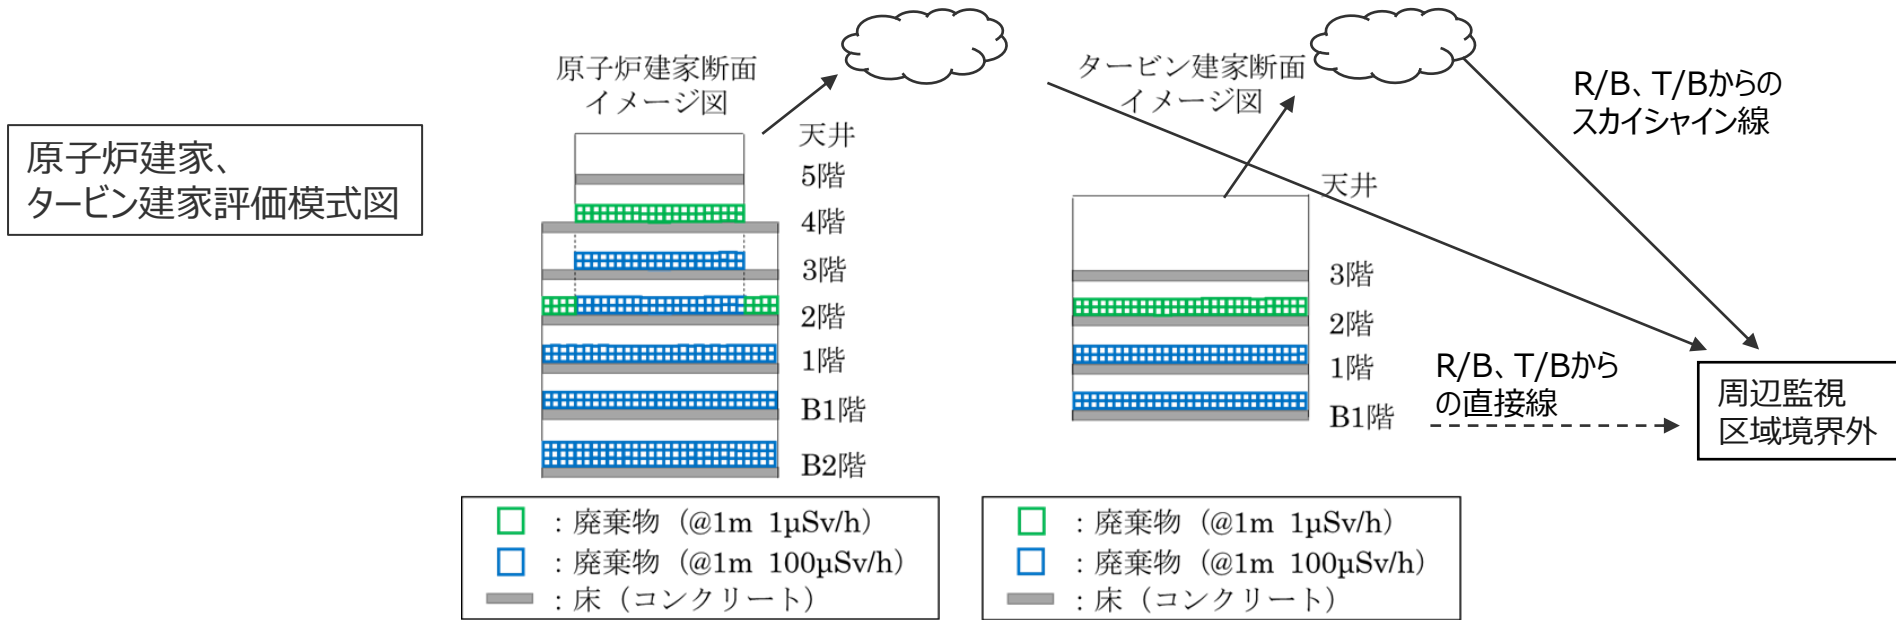 原子炉建家、
タービン建家評価模式図
原子炉建家断面
イメージ図
天井
5階
4階
3階
2階
1階
B1階
B2階
：廃棄物（@1m 1μSv/h）
：廃棄物（@1m 100μSv/h）
：床（コンクリート）
タービン建家断面
イメージ図
天井
3階
2階
1階
B1階
：廃棄物（@1m 1μSv/h）
：廃棄物（@1m 100μSv/h）
：床（コンクリート）
R/B、T/Bからの
スカイシャイン線
R/B、T/Bから
の直接線
周辺監視
区域境界外